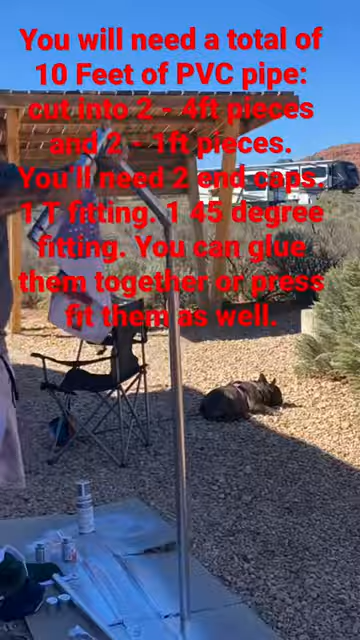 You will need a total of
10 Feet of PVC pipe:
cut into 2 - 4ft pieces
and 2 - 1ft pieces.
You'll need 2 end caps.
1 T fitting. 1 45 degree
fitting. You can glue
them together or press
fit them as well.